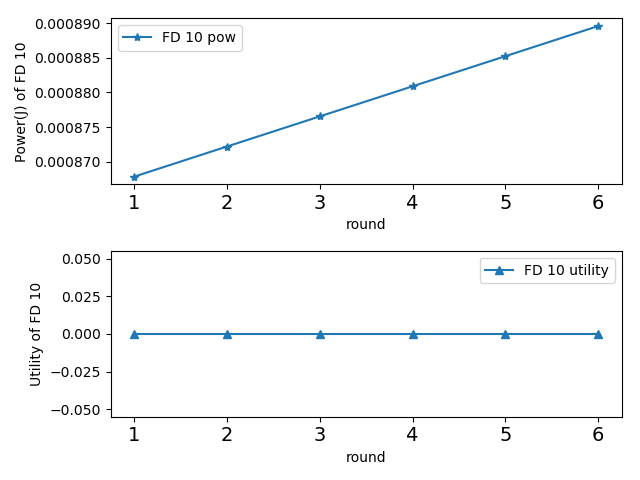 0.000890
0.000885
0.000880
0.000875
0.000870
Power(J) of FD 10
FD 10 pow
1 2 3 4 5 6
round
0.050
0.025
0.000
−0.025
−0.050
Utility of FD 10
FD 10 utility
1 2 3 4 5 6
round